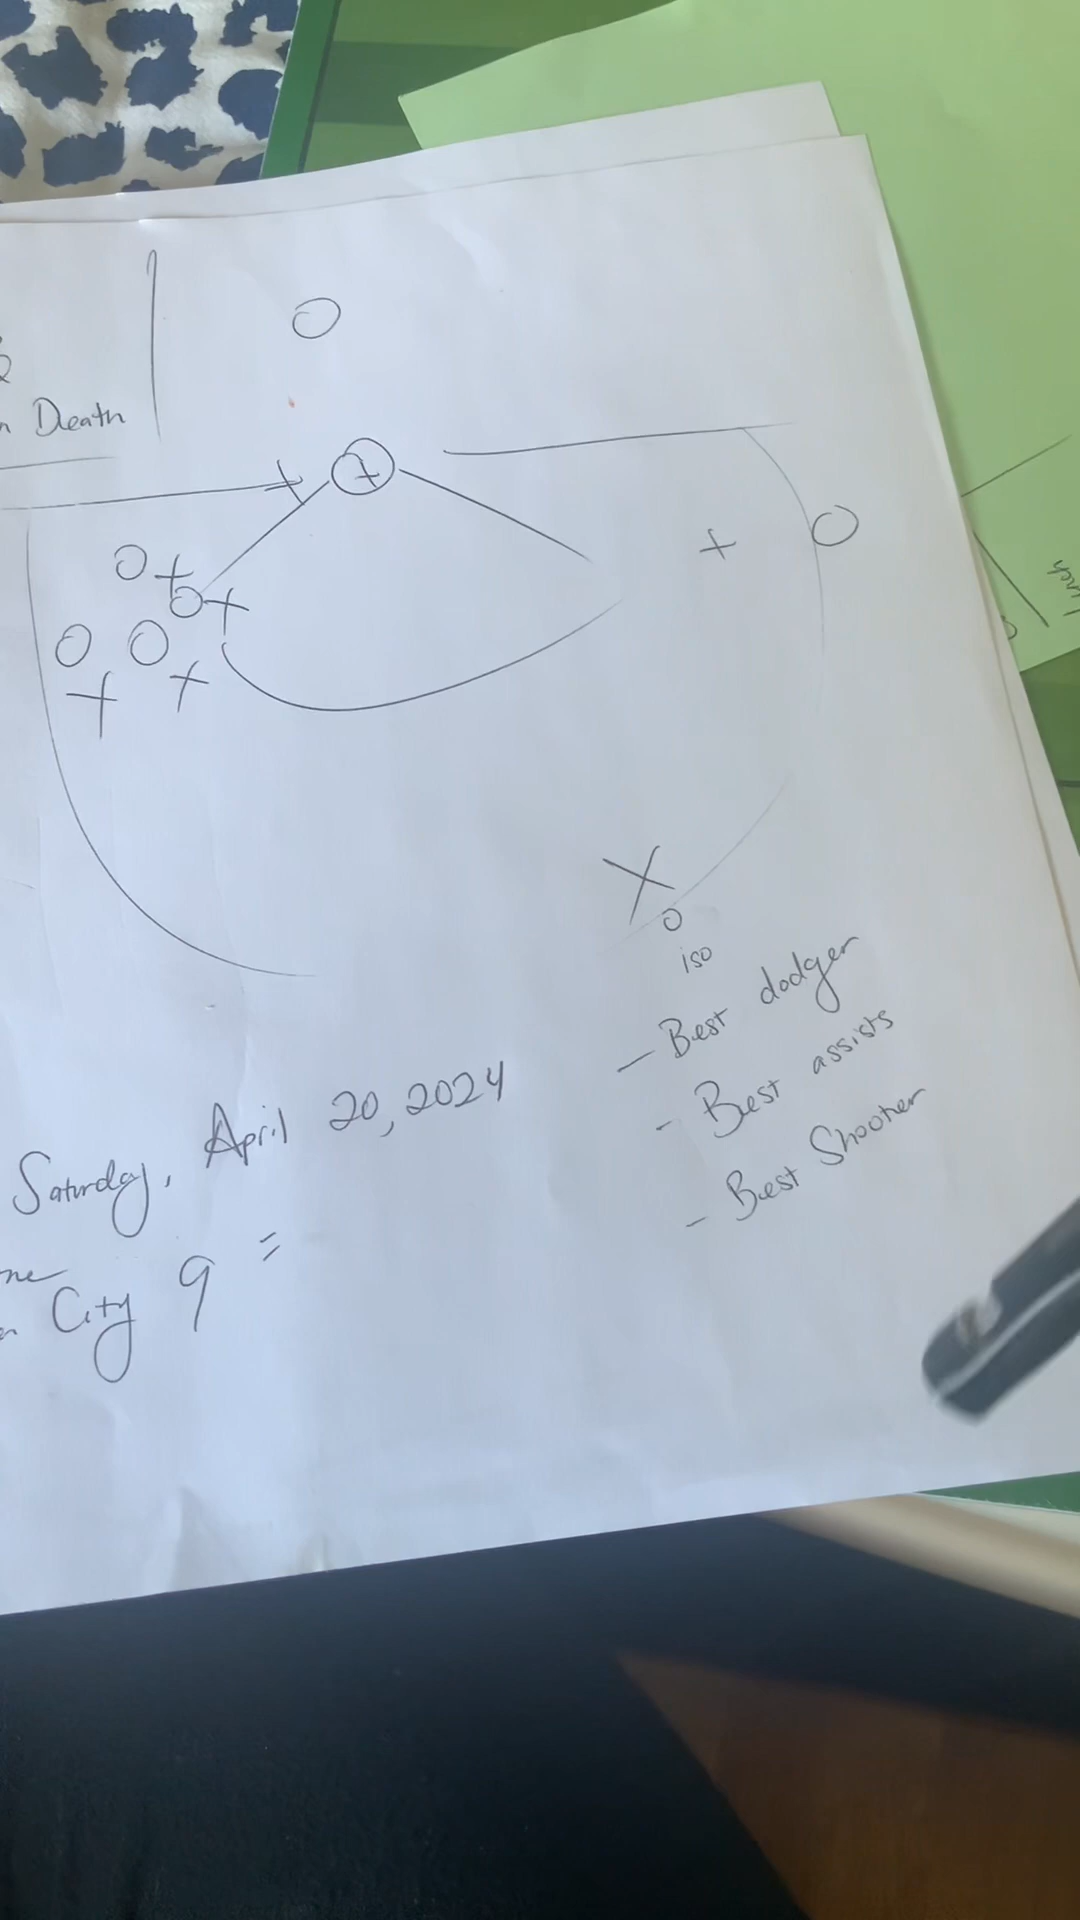 Death
iso
- Best dodger
- Best assists
- Best Shooter
Saturday, April 20, 2024
City 9 =